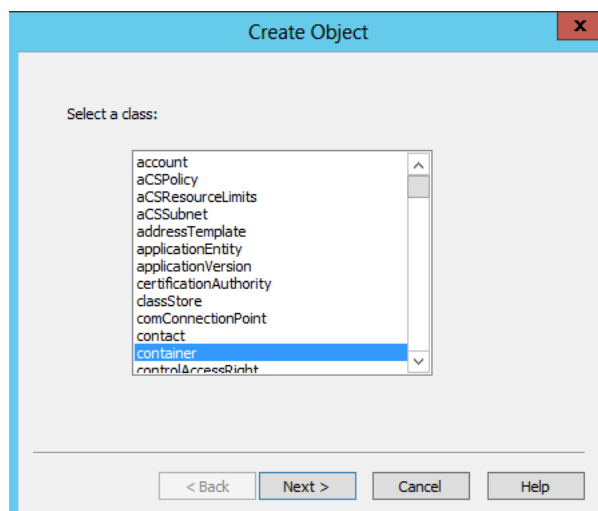 Create Object
x
Select a class:
account
aCSPolicy
aCSResourceLimits
aCSSubnet
addressTemplate
applicationEntity
applicationVersion
certificationAuthority
classStore
comConnectionPoint
contact
container
controlAccessRight
< Back Next > Cancel Help